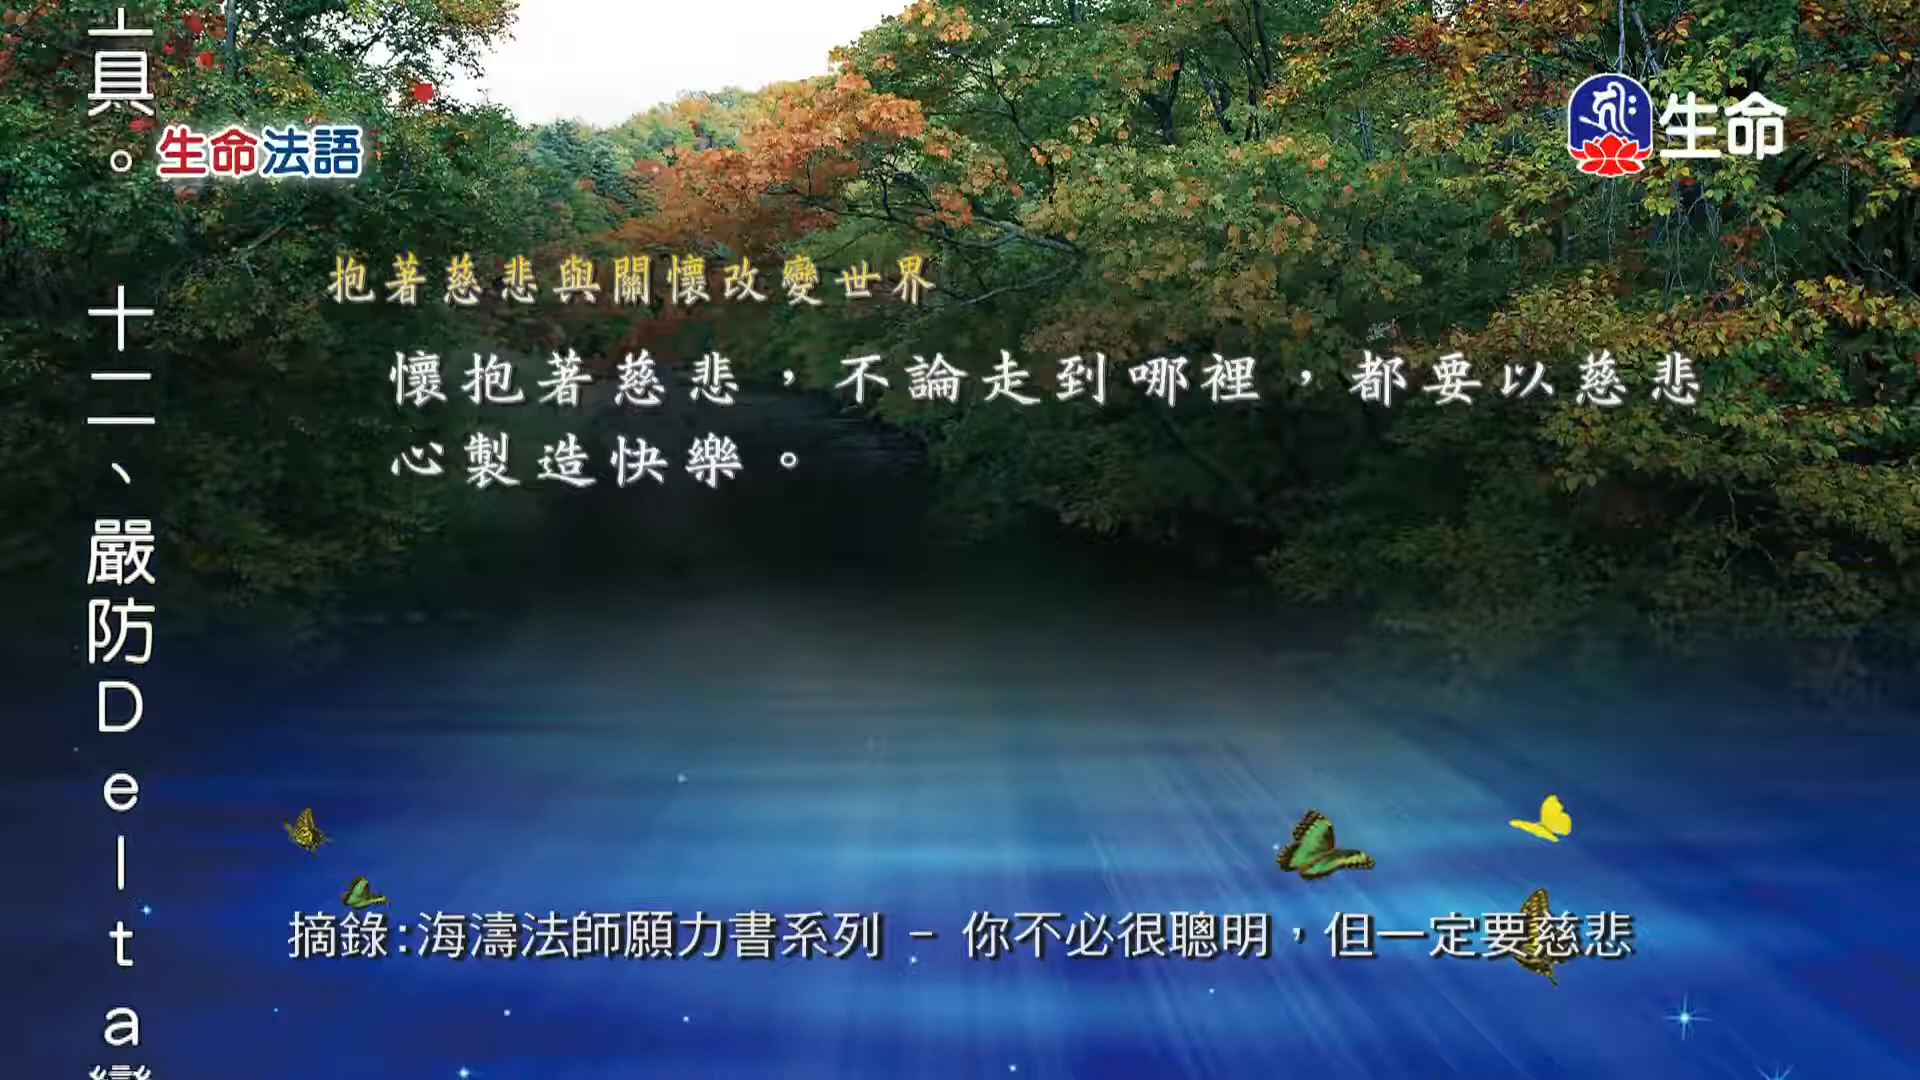 真。 十二、嚴防Delta變
生命法語
生命
抱著慈悲與關懷改變世界
懷抱著慈悲，不論走到哪裡，都要以慈悲
心製造快樂。
摘錄:海濤法師願力書系列 - 你不必很聰明，但一定要慈悲